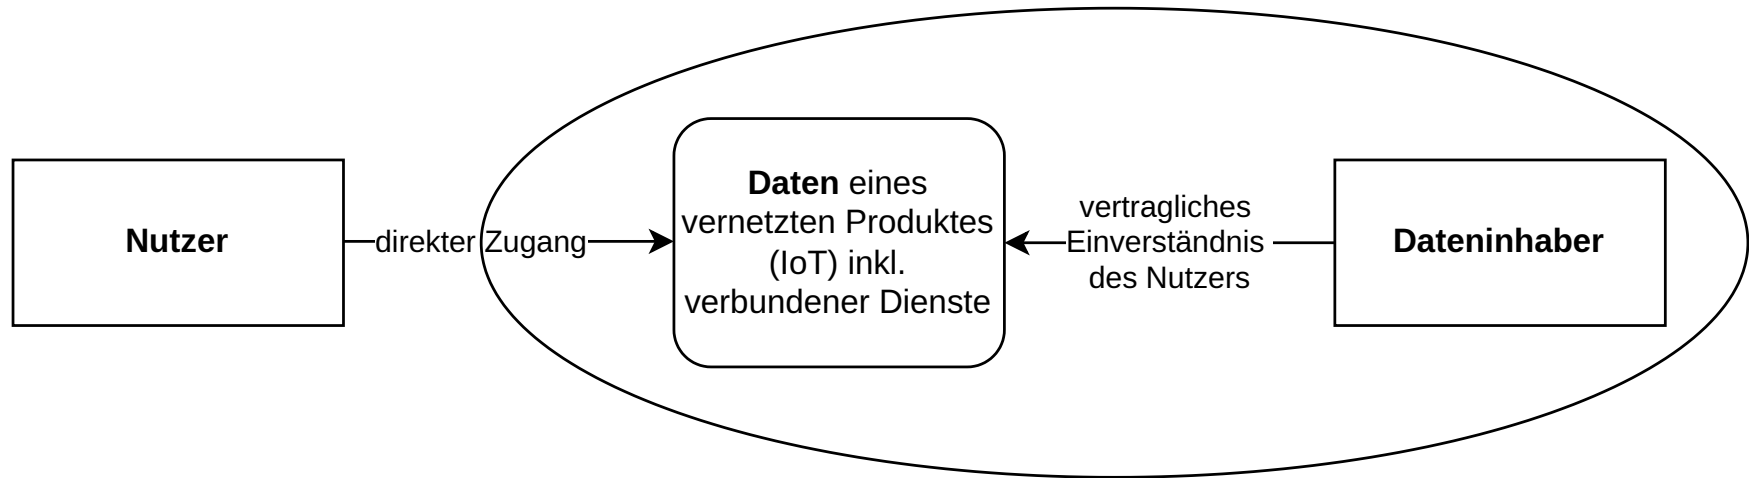 Nutzer
direkter Zugang
Daten eines
vernetzten Produktes
(IoT) inkl.
verbundener Dienste
vertragliches
Einverständnis
des Nutzers
Dateninhaber